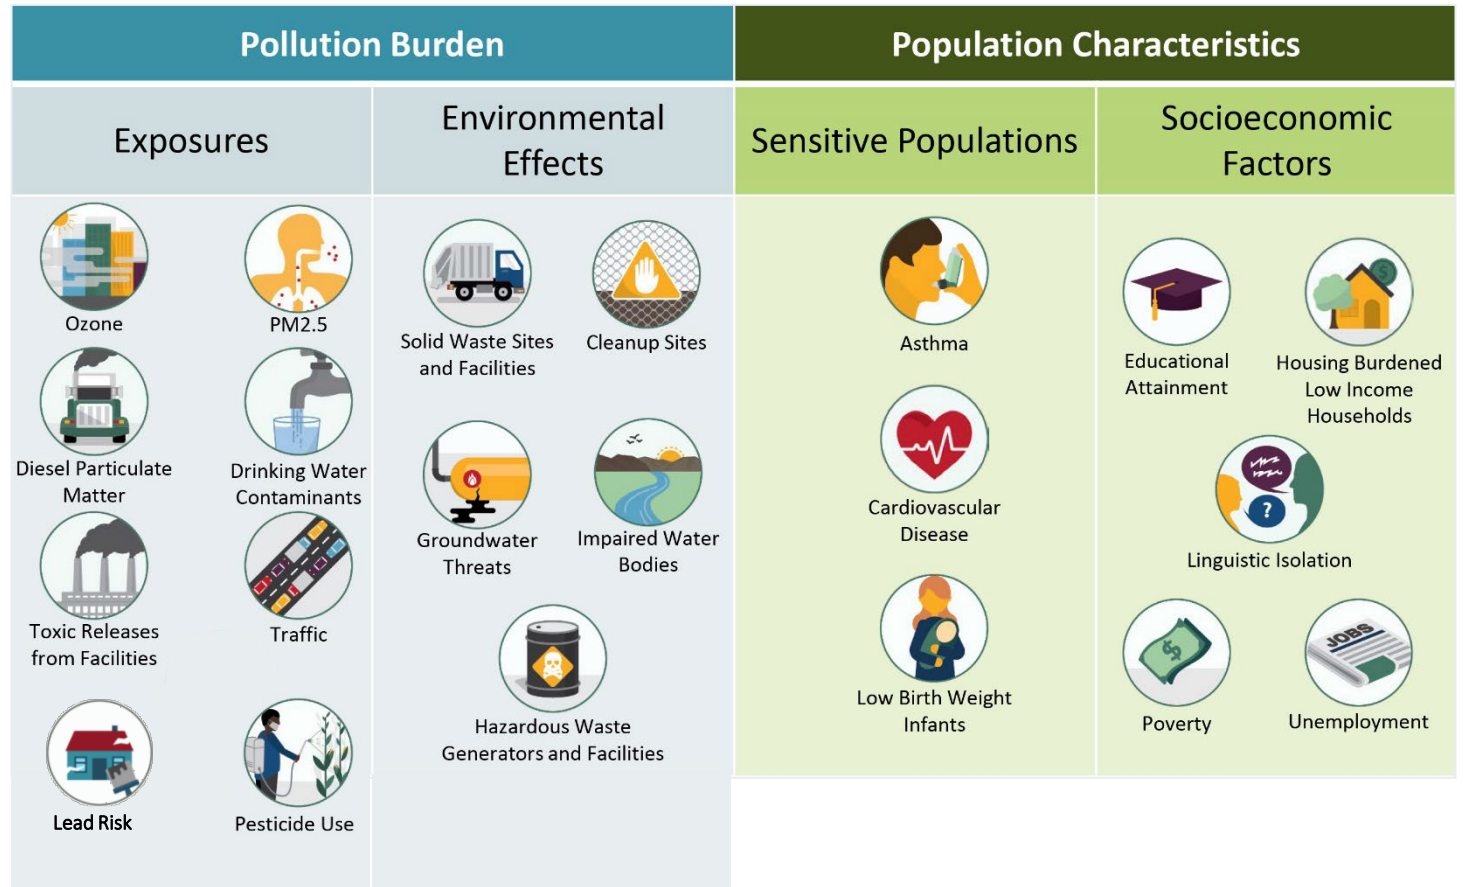 Pollution Burden
Population Characteristics
Exposures
Environmental
Effects
Sensitive Populations
Socioeconomic
Factors
Ozone
PM2.5
Diesel Particulate
Matter
Drinking Water
Contaminants
Toxic Releases
from Facilities
Traffic
Lead Risk
Pesticide Use
Solid Waste Sites
and Facilities
Cleanup Sites
Groundwater
Threats
Impaired Water
Bodies
Hazardous Waste
Generators and Facilities
Asthma
Cardiovascular
Disease
Low Birth Weight
Infants
Educational
Attainment
$
Housing Burdened
Low Income
Households
?
Linguistic Isolation
$
Poverty
JOBS
Unemployment